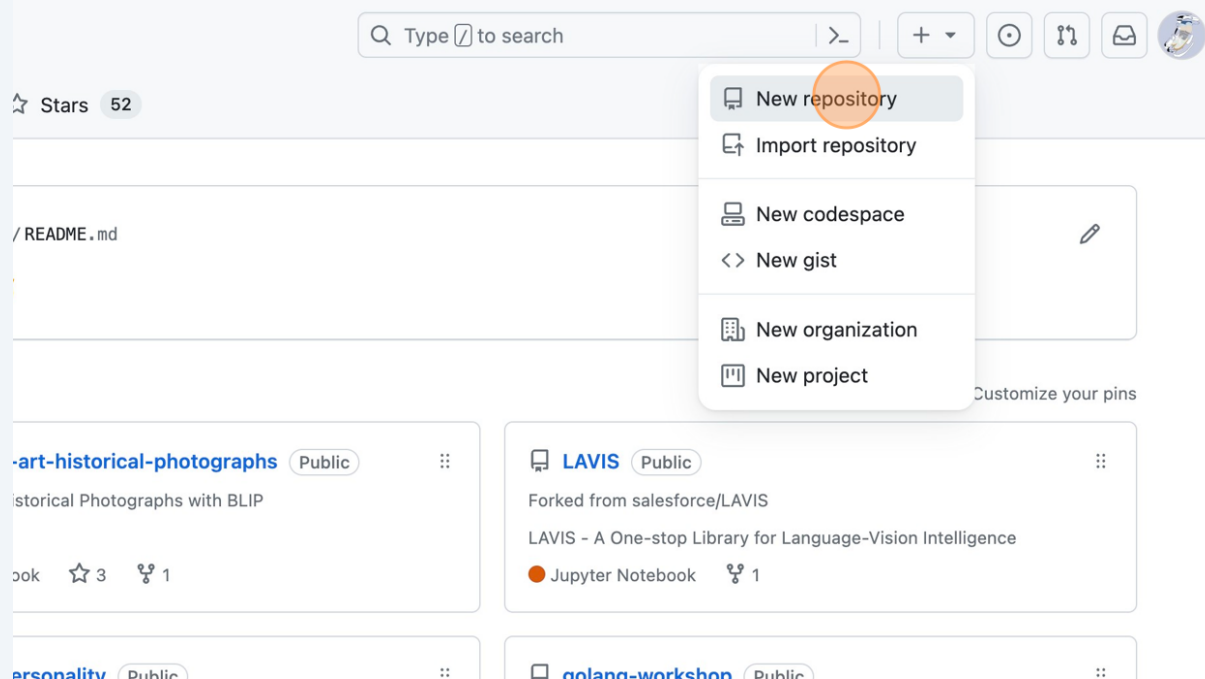 Type / to search
Stars 52
New repository
Import repository
New codespace
New gist
New organization
New project
/ README.md
Customize your pins
-art-historical-photographs Public
istorical Photographs with BLIP
ook 3 1
LAVIS Public
Forked from salesforce/LAVIS
LAVIS - A One-stop Library for Language-Vision Intelligence
Jupyter Notebook 1
ersonality Public
golang-workshop Public